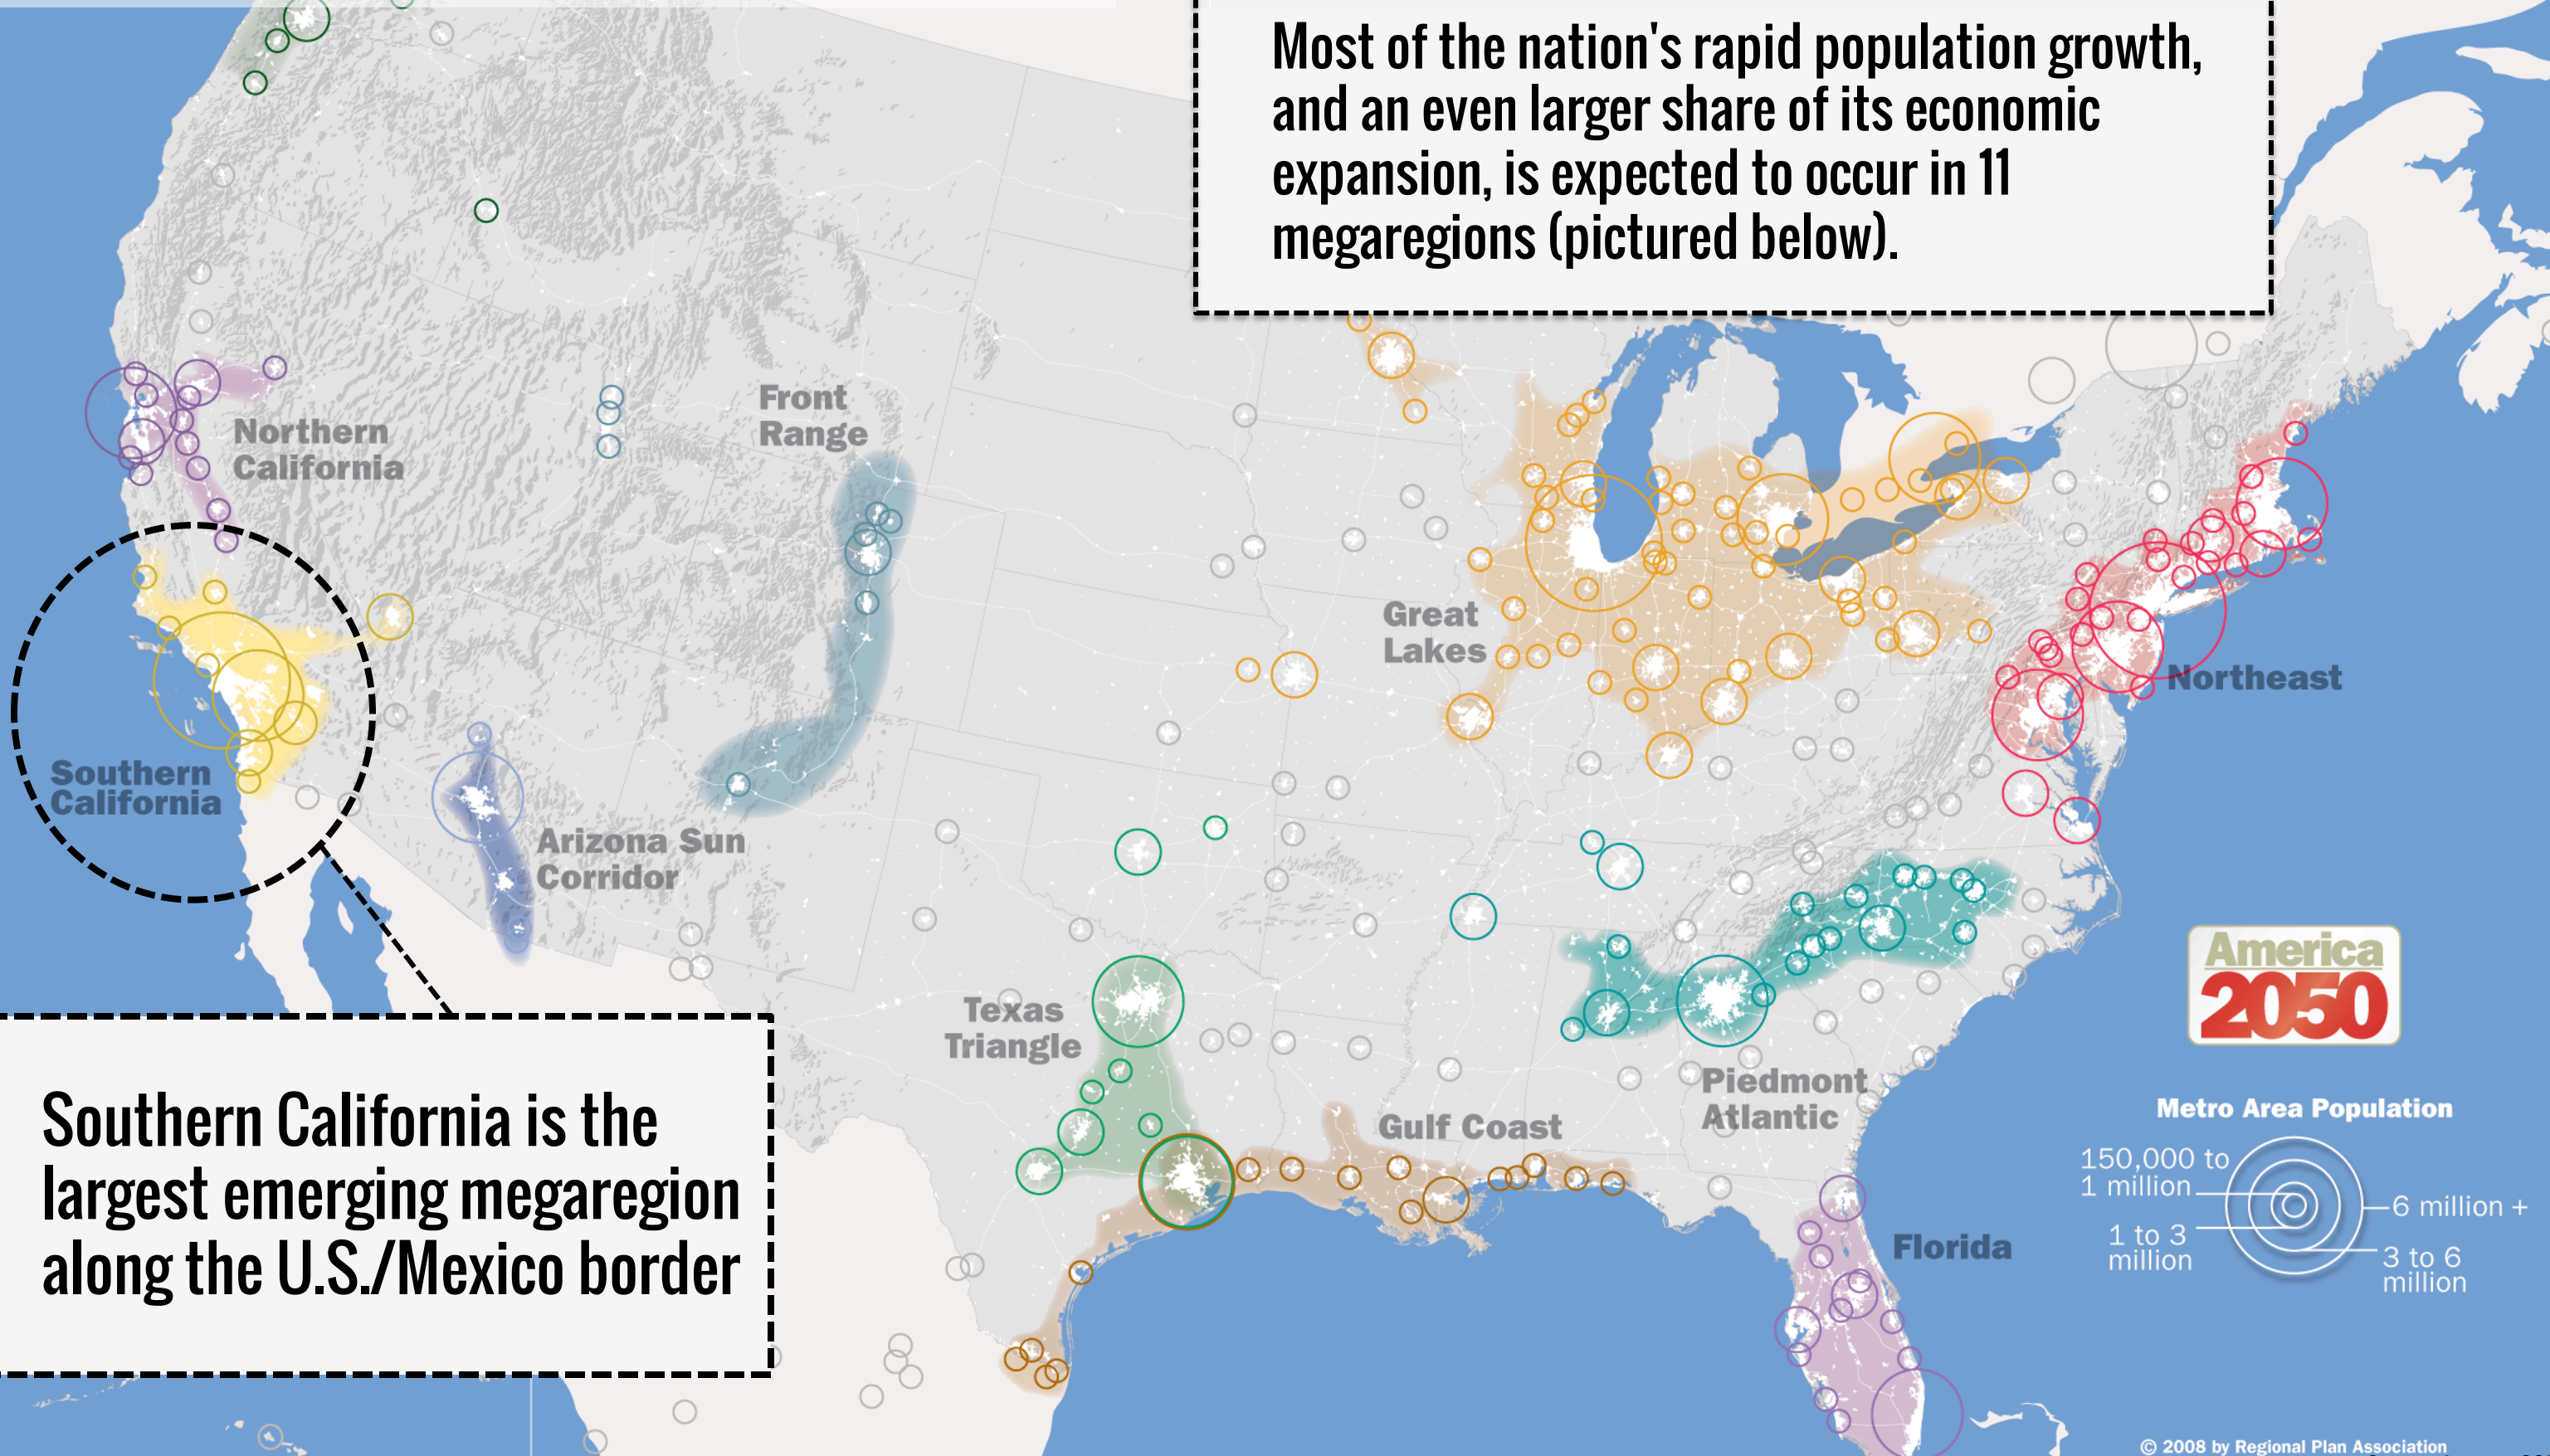 Most of the nation's rapid population growth,
and an even larger share of its economic
expansion, is expected to occur in 11
megaregions (pictured below).
Front
Range
Northern
California
Great
Lakes
Northeast
Southern
California
Arizona Sun
Corridor
Texas
Triangle
Piedmont
Atlantic
Gulf Coast
Florida
Southern California is the
largest emerging megaregion
along the U.S./Mexico border
America
2050
Metro Area Population
150,000 to
1 million
1 to 3
million
6 million +
3 to 6
million
© 2008 by Regional Plan Association